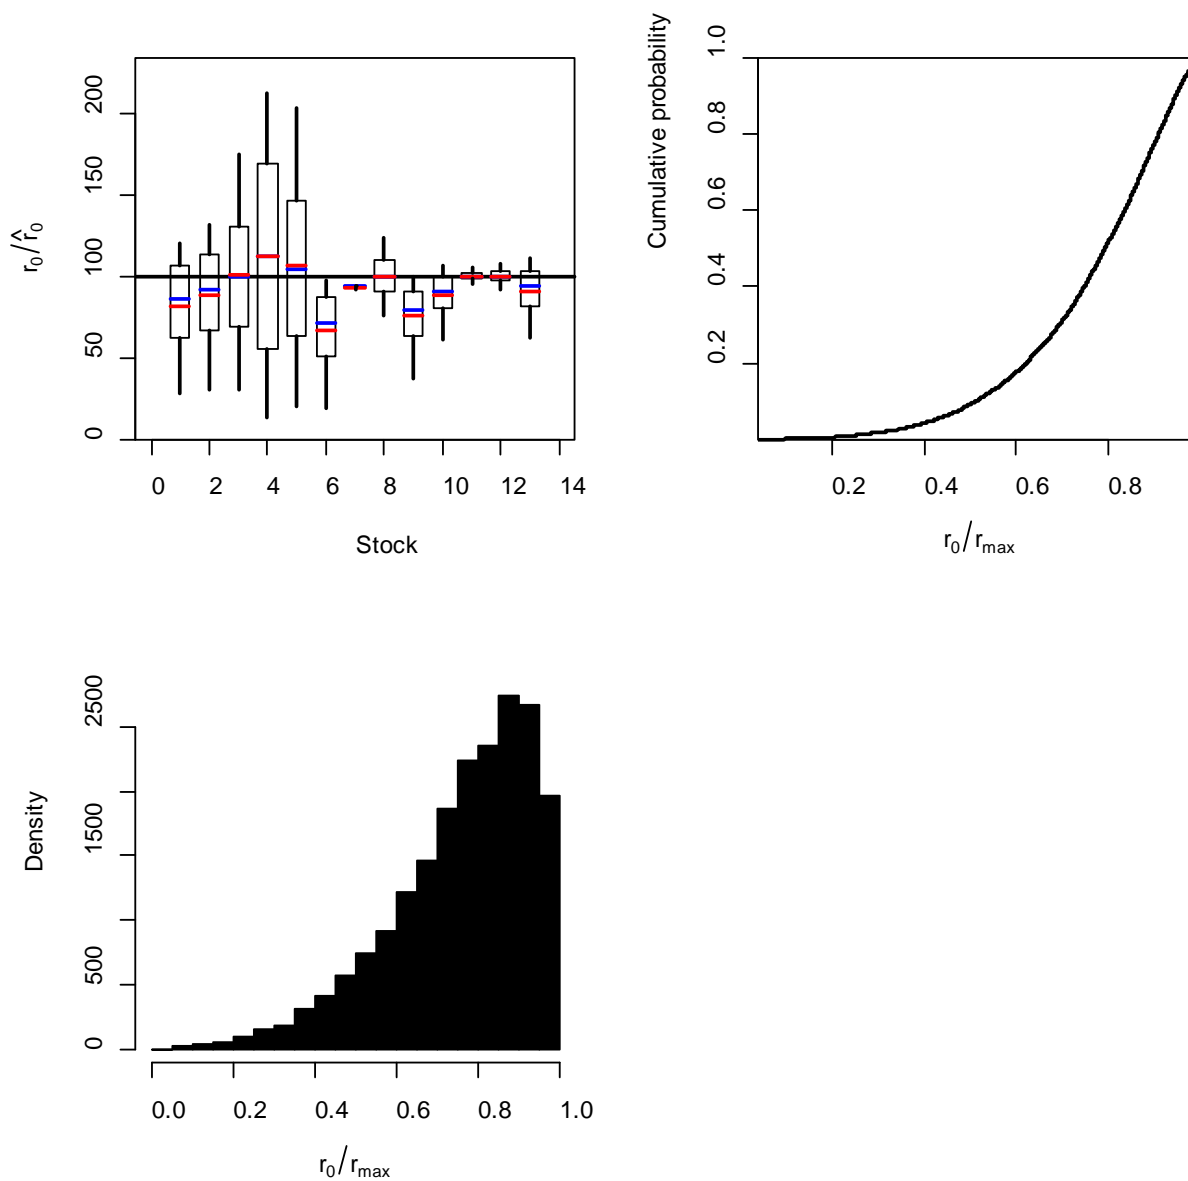 r₀/r̂₀
0 50 100 150 200
0 2 4 6 8 10 12 14
Stock
Cumulative probability
0.2 0.4 0.6 0.8 1.0
0.2 0.4 0.6 0.8
r₀/rmax
Density
0 500 1500 2500
0.0 0.2 0.4 0.6 0.8 1.0
r₀/rmax